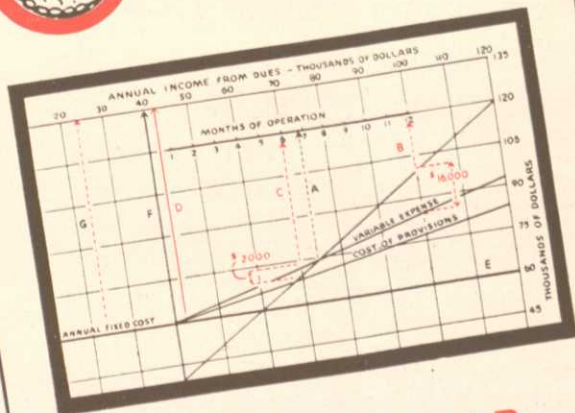 ANNUAL INCOME FROM DUES - THOUSANDS OF DOLLARS
20 30 40 50 60 70 80 90 100 110 120
135
MONTHS OF OPERATION
1 2 3 4 5 6 7 8 9 10 11 12
120
105
90
75
60
45
THOUSANDS OF DOLLARS
B
$16,000
C
A
D
F
G
VARIABLE EXPENSE
COST OF PROVISIONS
$2000
E
ANNUAL FIXED COST